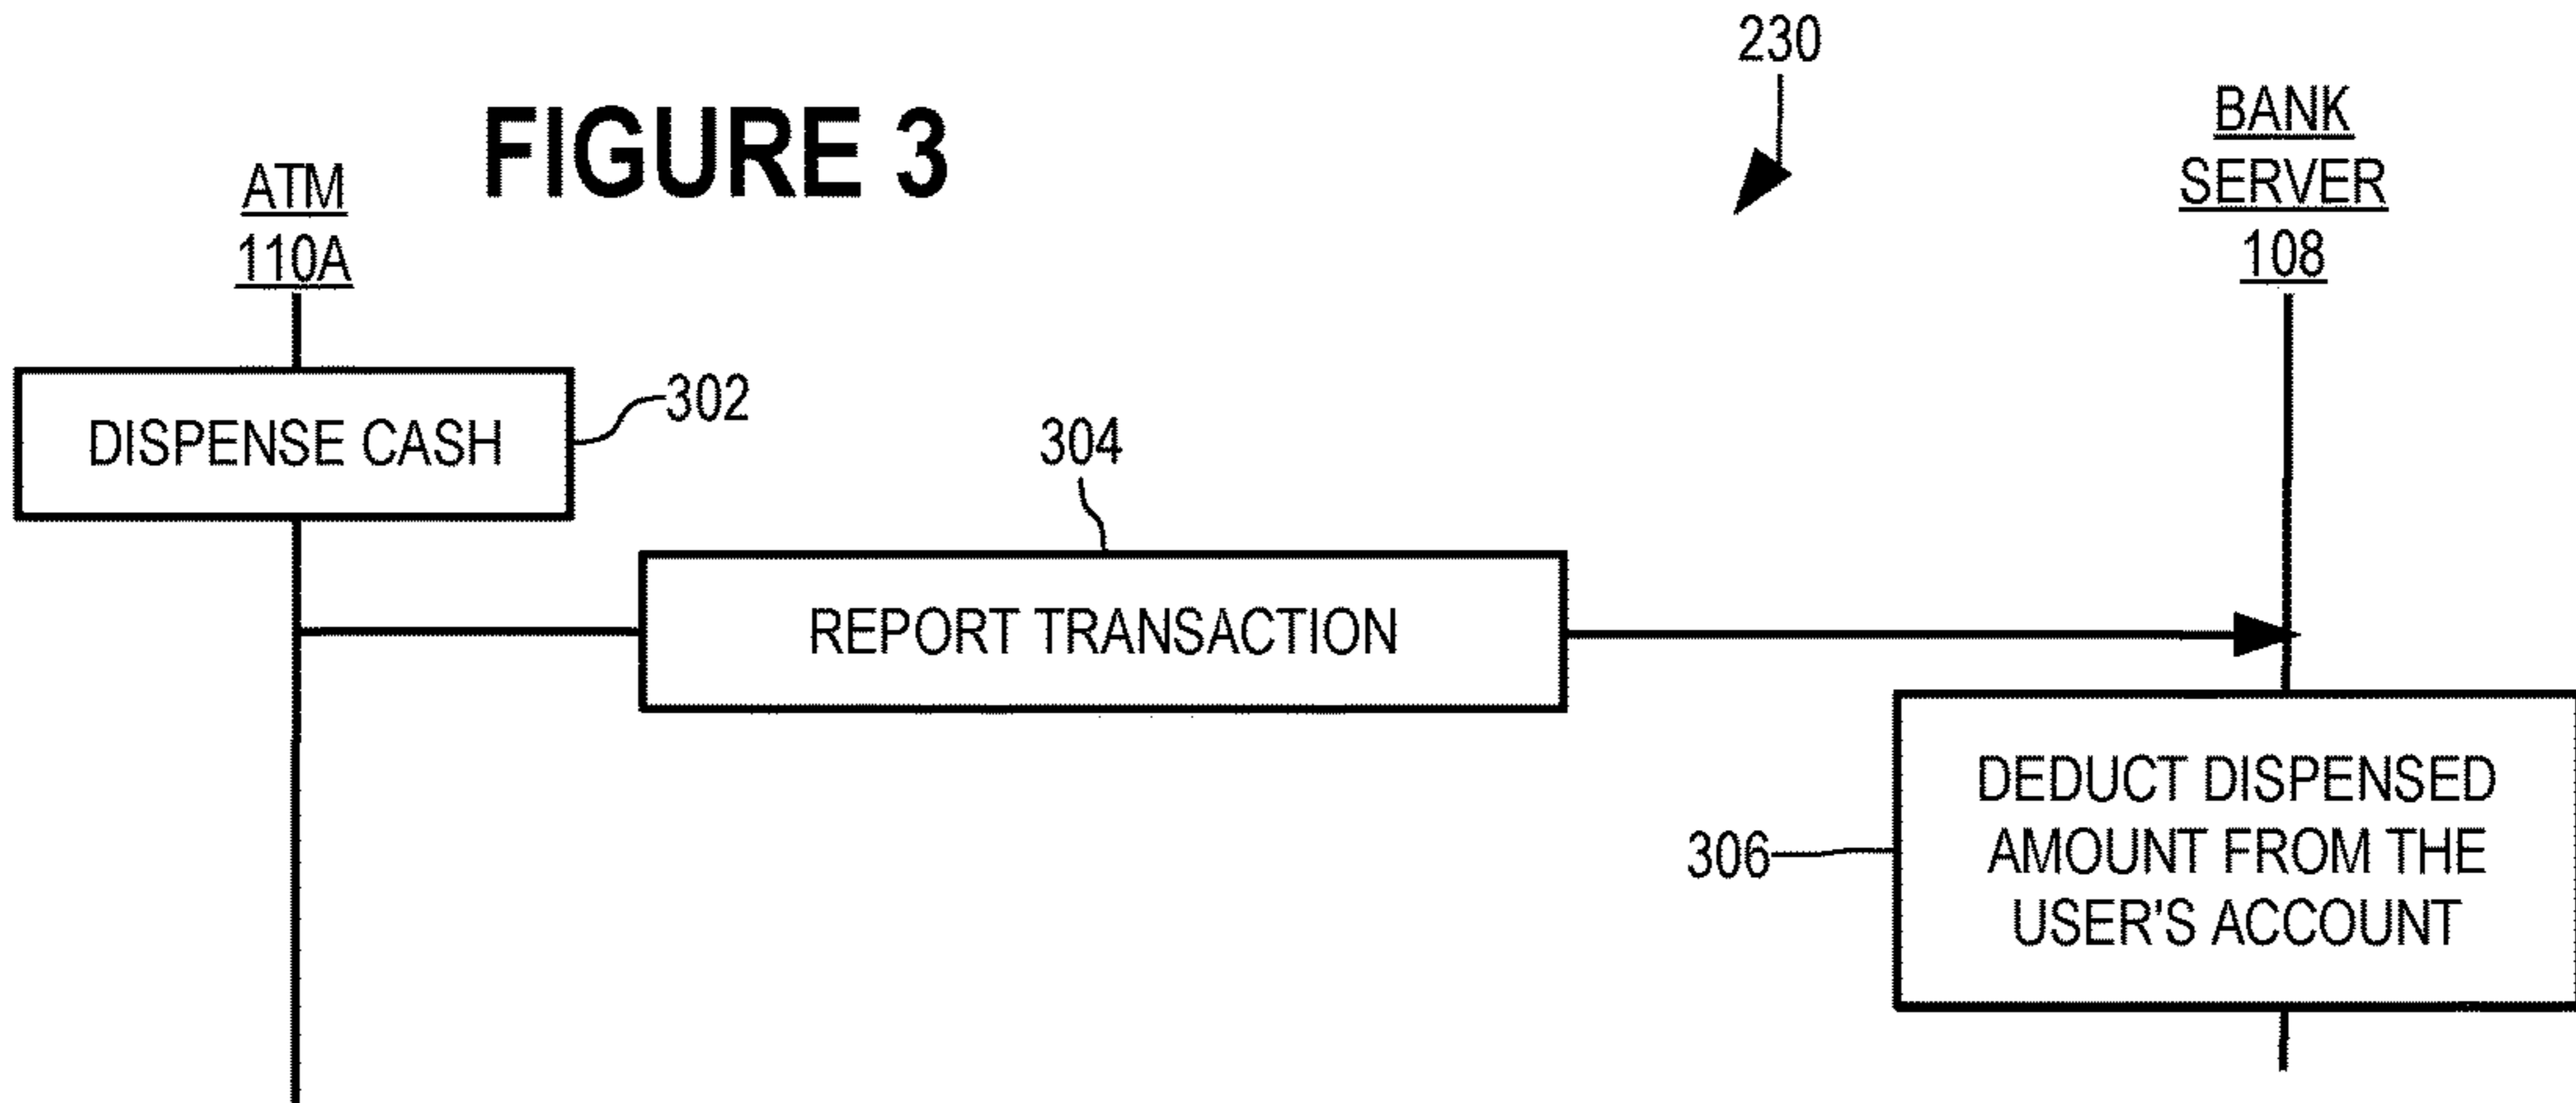 230
FIGURE 3
BANK
SERVER
108
ATM
110A
302
DISPENSE CASH
304
REPORT TRANSACTION
DEDUCT DISPENSED
AMOUNT FROM THE
USER'S ACCOUNT
306